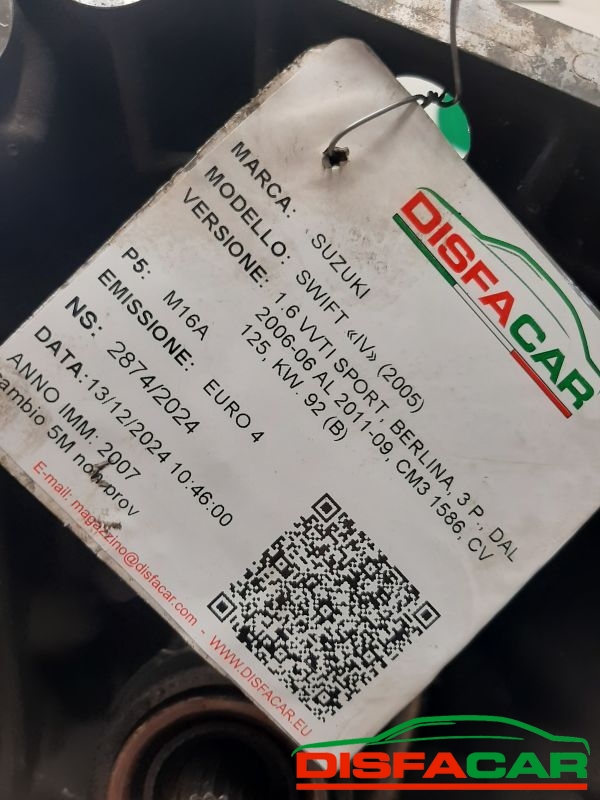 DISFACAR
MARCA: SUZUKI
MODELLO: SWIFT «IV» (2005)
VERSIONE: 1.6 VVTI SPORT, BERLINA, 3 P., DAL
2006-06 AL 2011-09, CM3 1586, CV
125, KW. 92 (B)
P5: M16A
EMISSIONE: EURO 4
NS: 2874/2024
DATA: 13/12/2024 10:46:00
ANNO IMM: 2007
cambio 5M non prov
E-mail: magazzino@disfacar.com - WWW.DISFACAR.EU
DISFACAR